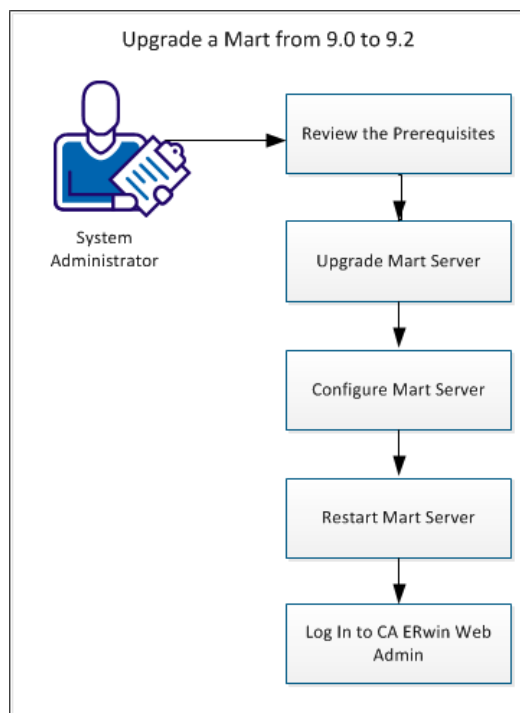 Upgrade a Mart from 9.0 to 9.2
Review the Prerequisites
System
Administrator
Upgrade Mart Server
Configure Mart Server
Restart Mart Server
Log In to CA ERwin Web
Admin